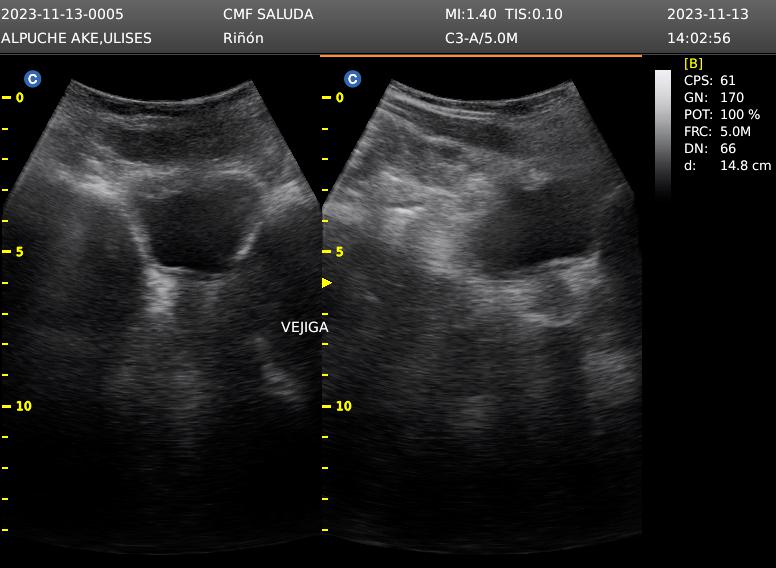 2023-11-13-0005 CMF SALUDA MI:1.40 TIS:0.10 2023-11-13
ALPUCHE AKE,ULISES Riñón C3-A/5.0M 14:02:56
C C [B]
0 0 CPS: 61
GN: 170
POT: 100 %
FRC: 5.0M
DN: 66
d: 14.8 cm
5 5
VEJIGA
10 10